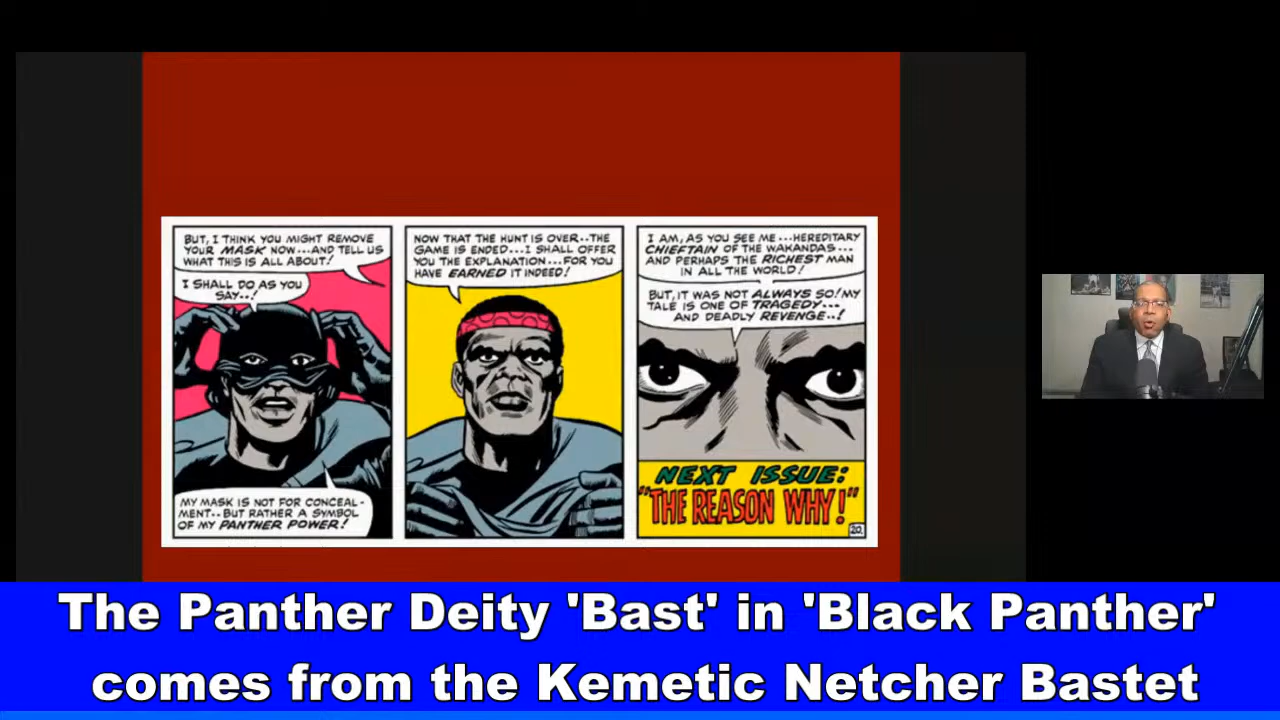 BUT, I THINK YOU MIGHT REMOVE
YOUR MASK NOW...AND TELL US
WHAT THIS IS ALL ABOUT!
I SHALL DO AS YOU
SAY..!
MY MASK IS NOT FOR CONCEAL-
MENT..BUT RATHER A SYMBOL
OF MY PANTHER POWER!
NOW THAT THE HUNT IS OVER..THE
GAME IS ENDED...I SHALL OFFER
YOU THE EXPLANATION...FOR YOU
HAVE EARNED IT INDEED!
I AM, AS YOU SEE ME...HEREDITARY
CHIEFTAIN OF THE WAKANDAS...
AND PERHAPS THE RICHEST MAN
IN ALL THE WORLD!
BUT, IT WAS NOT ALWAYS SO! MY
TALE IS ONE OF TRAGEDY...
AND DEADLY REVENGE..!
NEXT ISSUE:
"THE REASON WHY!"
20.
The Panther Deity 'Bast' in 'Black Panther'
comes from the Kemetic Netcher Bastet